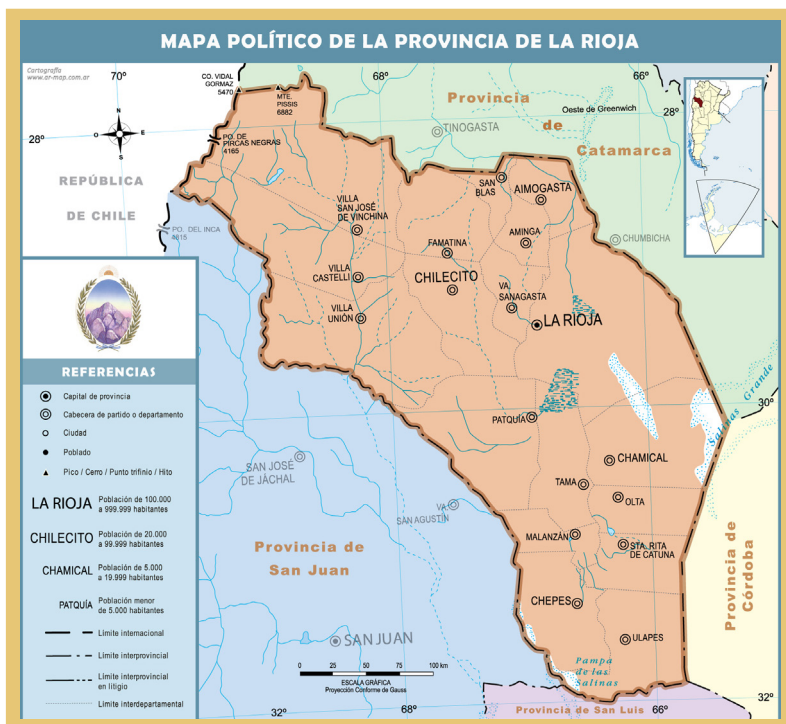 MAPA POLÍTICO DE LA PROVINCIA DE LA RIOJA
Cartografía
www.ar-map.com.ar
70º
68º
66º
CO. VIDAL
GORMAZ
5470
MTE.
PISSIS
6882
Provincia
de
Catamarca
Oeste de Greenwich
28º
28º
N
O
E
S
PO. DE
PIRCAS NEGRAS
4165
TINOGASTA
REPÚBLICA
DE CHILE
PO. DEL INCA
4615
SAN
BLAS
AIMOGASTA
VILLA
SAN JOSÉ
DE VINCHINA
AMINGA
FAMATINA
CHUMBICHA
VILLA
CASTELLI
CHILECITO
VA.
SANAGASTA
VILLA
UNIÓN
LA RIOJA
Salinas Grande
30º
PATQUÍA
CHAMICAL
SAN JOSÉ
DE JÁCHAL
TAMA
OLTA
VA.
SAN AGUSTÍN
MALANZÁN
STA. RITA
DE CATUNA
Provincia de
San Juan
Provincia de
Córdoba
CHEPES
SAN JUAN
ULAPES
Pampa
de las
Salinas
0
25
50
75
100 km
ESCALA GRÁFICA
Proyección Conforme de Gauss
Provincia de San Luis
32º
68º
66º
32º
REFERENCIAS
Capital de provincia
Cabecera de partido o departamento
Ciudad
Poblado
Pico / Cerro / Punto trifinio / Hito
LA RIOJA
Población de 100.000
a 999.999 habitantes
CHILECITO
Población de 20.000
a 99.999 habitantes
CHAMICAL
Población de 5.000
a 19.999 habitantes
PATQUÍA
Población menor
de 5.000 habitantes
Límite internacional
Límite interprovincial
Límite interprovincial
en litigio
Límite interdepartamental